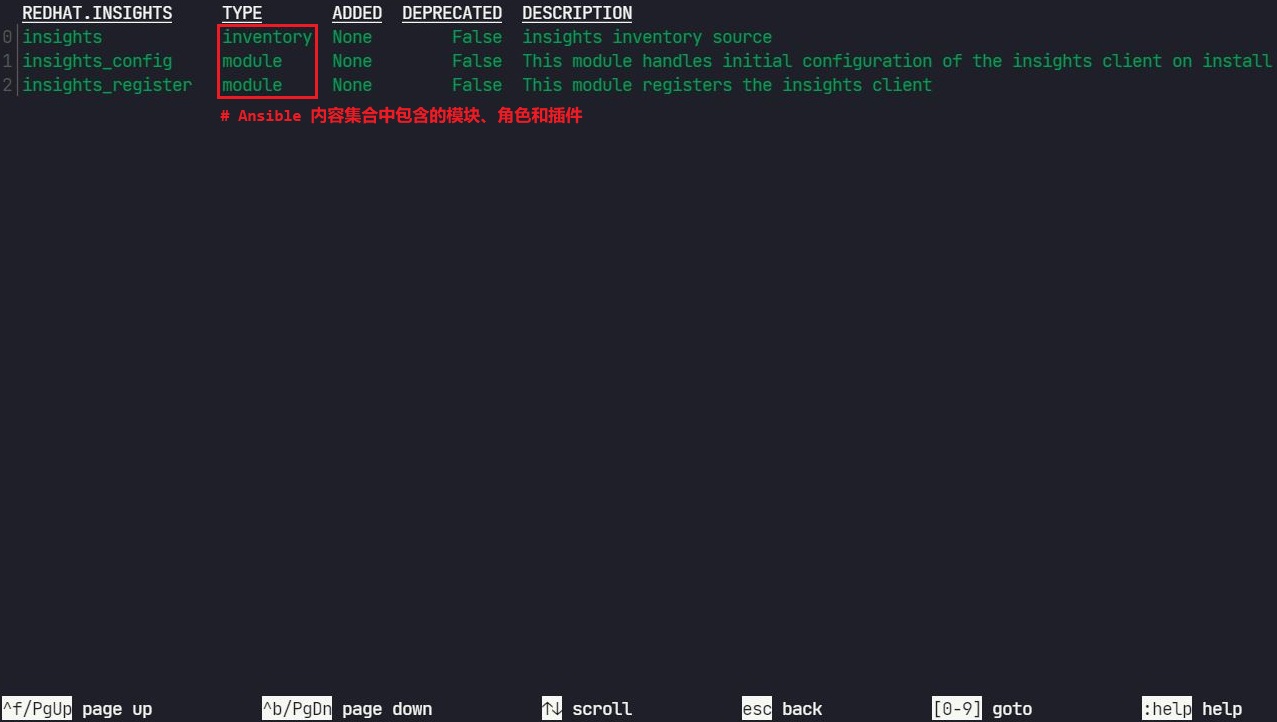 REDHAT.INSIGHTS TYPE ADDED DEPRECATED DESCRIPTION
0 insights inventory None False insights inventory source
1 insights_config module None False This module handles initial configuration of the insights client on install
2 insights_register module None False This module registers the insights client
# Ansible 内容集合中包含的模块、角色和插件
^f/PgUp page up ^b/PgDn page down ↑↓ scroll esc back [0-9] goto :help help